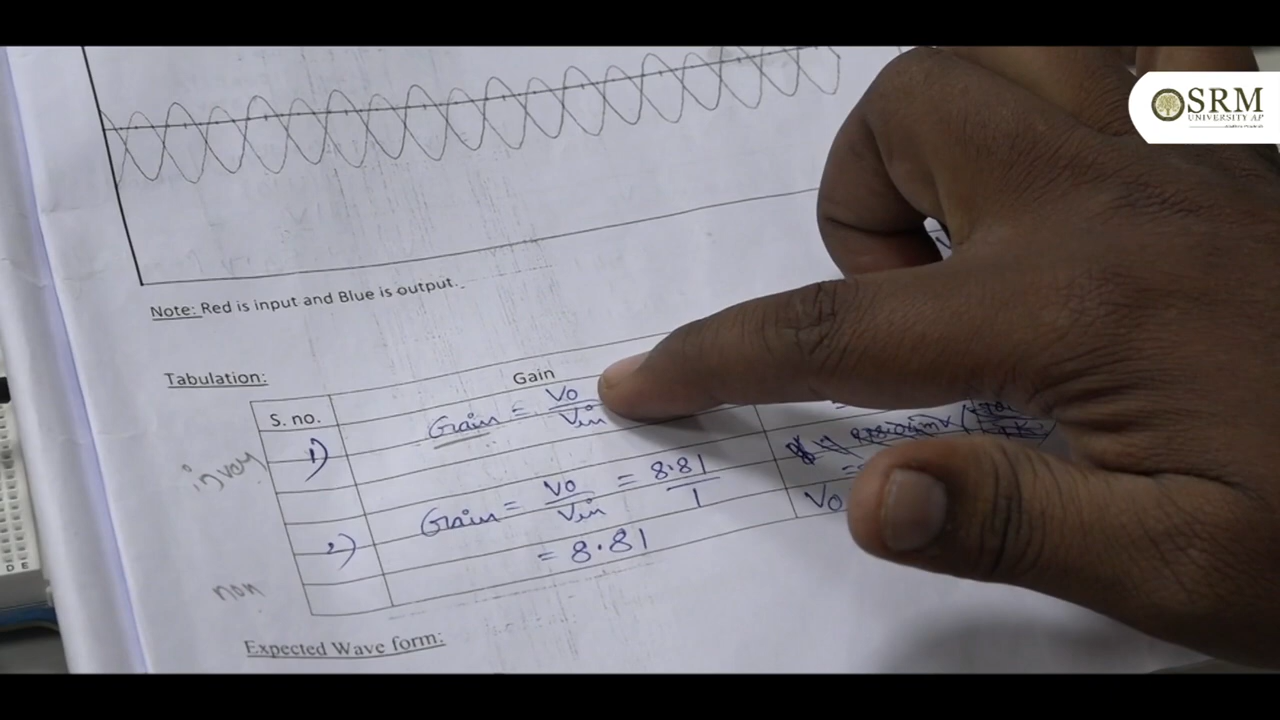 SRM
UNIVERSITY AP
Note: Red is input and Blue is output.
Tabulation:
S. no.
Gain
1)
Gain = Vo / Vin
2)
Gain = Vo / Vin = 8.81 / 1
= 8.81
Vo
non
D E
Expected Wave form: